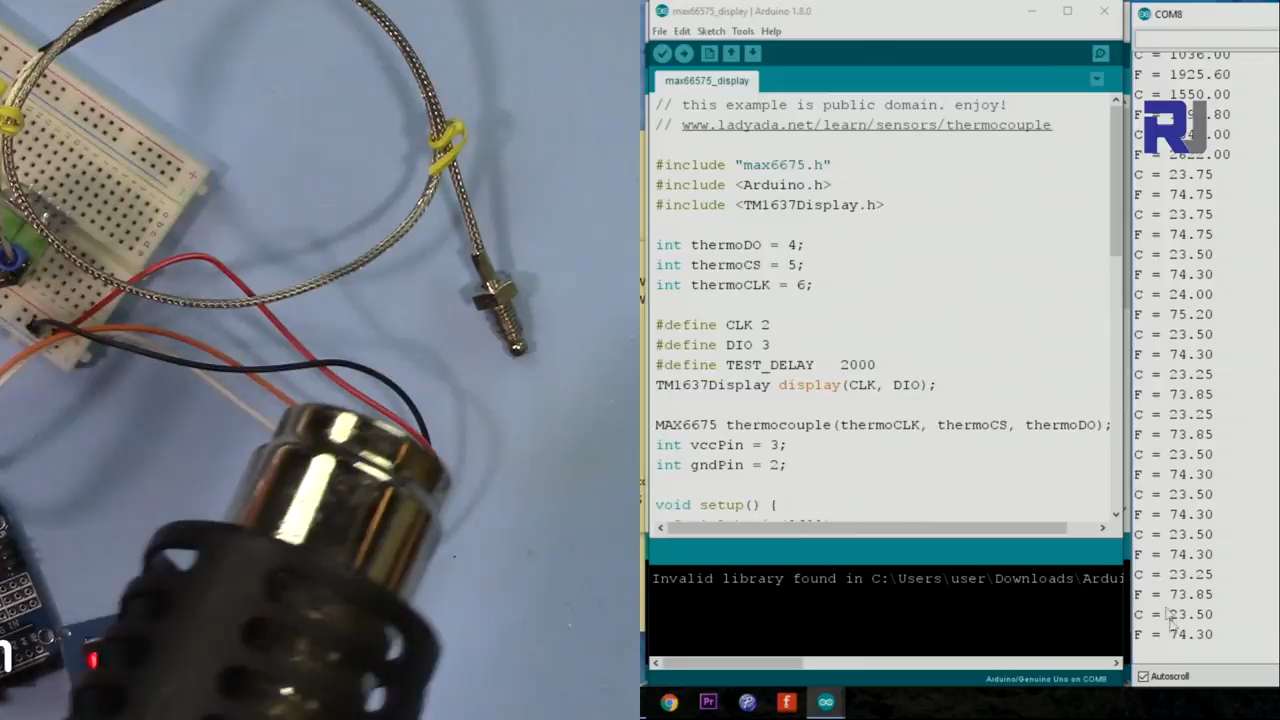 max66575_display | Arduino 1.8.0
File Edit Sketch Tools Help
max66575_display
// this example is public domain. enjoy!
// www.ladyada.net/learn/sensors/thermocouple
#include "max6675.h"
#include <Arduino.h>
#include <TM1637Display.h>
int thermoDO = 4;
int thermoCS = 5;
int thermoCLK = 6;
#define CLK 2
#define DIO 3
#define TEST_DELAY 2000
TM1637Display display(CLK, DIO);
MAX6675 thermocouple(thermoCLK, thermoCS, thermoDO);
int vccPin = 3;
int gndPin = 2;
void setup() {
Invalid library found in C:\Users\user\Downloads\Ardui
Arduino/Genuino Uno on COM8
COM8
C = 1036.00
F = 1925.60
C = 1550.00
RJ
C = 23.75
F = 74.75
C = 23.75
F = 74.75
C = 23.50
F = 74.30
C = 24.00
F = 75.20
C = 23.50
F = 74.30
C = 23.25
F = 73.85
C = 23.25
F = 73.85
C = 23.50
F = 74.30
C = 23.50
F = 74.30
C = 23.50
F = 74.30
C = 23.25
F = 73.85
C = 23.50
F = 74.30
Autoscroll